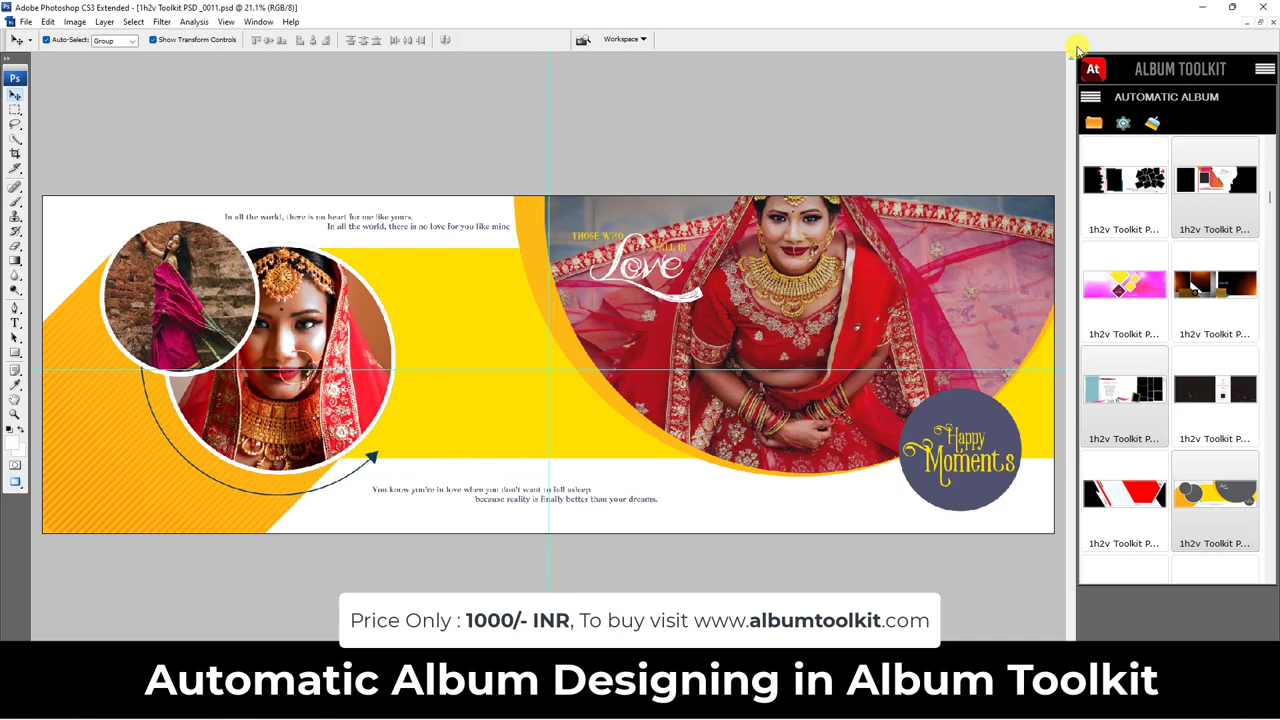 Adobe Photoshop CS3 Extended - [1h2v Toolkit PSD _0011.psd @ 21.1% (RGB/8)]
File Edit Image Layer Select Filter Analysis View Window Help
Auto-Select: Group Show Transform Controls Workspace
Ps
At ALBUM TOOLKIT
AUTOMATIC ALBUM
In all the world, there is no heart for me like yours.
In all the world, there is no love for you like mine
THOSE WHO
FALL IN
Love
Happy
Moments
You know you're in love when you don't want to fall asleep
because reality is finally better than your dreams.
1h2v Toolkit P... 1h2v Toolkit P...
1h2v Toolkit P... 1h2v Toolkit P...
1h2v Toolkit P... 1h2v Toolkit P...
1h2v Toolkit P... 1h2v Toolkit P...
Price Only : 1000/- INR, To buy visit www.albumtoolkit.com
Automatic Album Designing in Album Toolkit